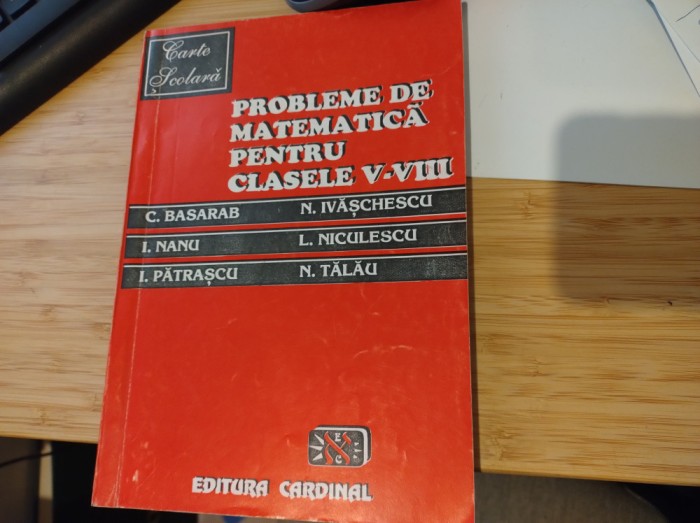 Carte
Școlară
PROBLEME DE
MATEMATICĂ
PENTRU
CLASELE V-VIII
C. BASARAB N. IVĂȘCHESCU
I. NANU L. NICULESCU
I. PĂTRAȘCU N. TĂLĂU
E
C
EDITURA CARDINAL